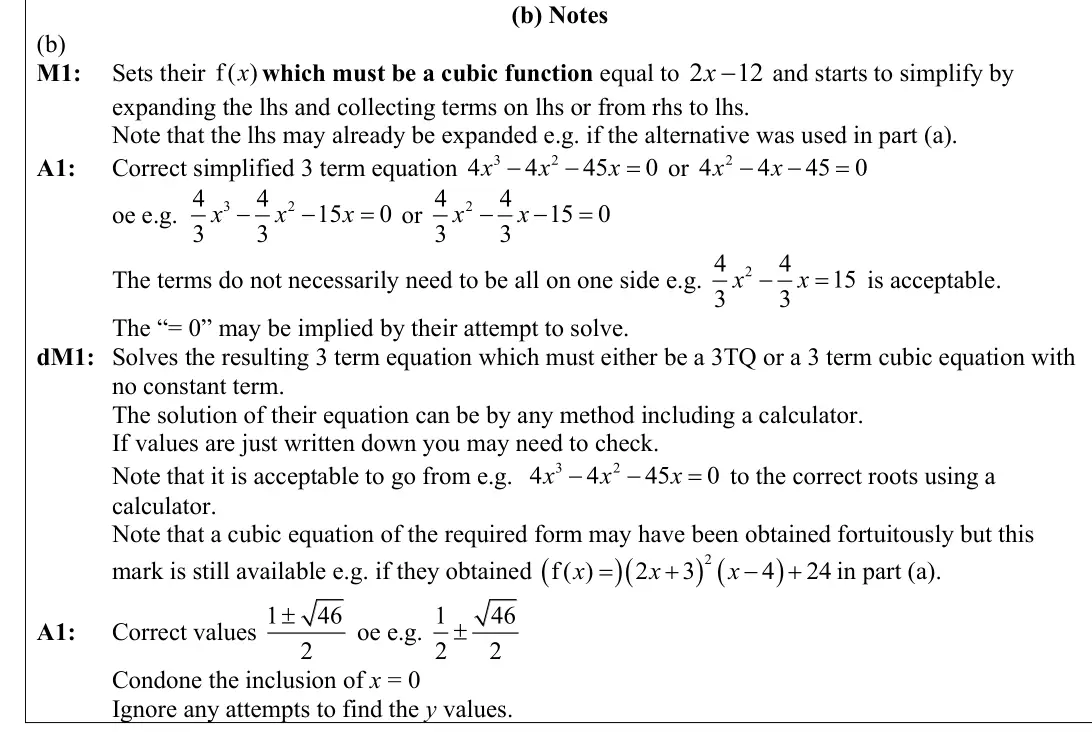 (b) Notes
(b)
M1: Sets their f(x) which must be a cubic function equal to 2x − 12 and starts to simplify by
expanding the lhs and collecting terms on lhs or from rhs to lhs.
Note that the lhs may already be expanded e.g. if the alternative was used in part (a).
A1: Correct simplified 3 term equation 4x³ − 4x² − 45x = 0 or 4x² − 4x − 45 = 0
oe e.g. 4/3 x³ − 4/3 x² − 15x = 0 or 4/3 x² − 4/3 x − 15 = 0
The terms do not necessarily need to be all on one side e.g. 4/3 x² − 4/3 x = 15 is acceptable.
The “= 0” may be implied by their attempt to solve.
dM1: Solves the resulting 3 term equation which must either be a 3TQ or a 3 term cubic equation with
no constant term.
The solution of their equation can be by any method including a calculator.
If values are just written down you may need to check.
Note that it is acceptable to go from e.g. 4x³ − 4x² − 45x = 0 to the correct roots using a
calculator.
Note that a cubic equation of the required form may have been obtained fortuitously but this
mark is still available e.g. if they obtained (f(x) =)(2x + 3)² (x − 4) + 24 in part (a).
A1: Correct values (1 ± √46)/2 oe e.g. 1/2 ± √46/2
Condone the inclusion of x = 0
Ignore any attempts to find the y values.